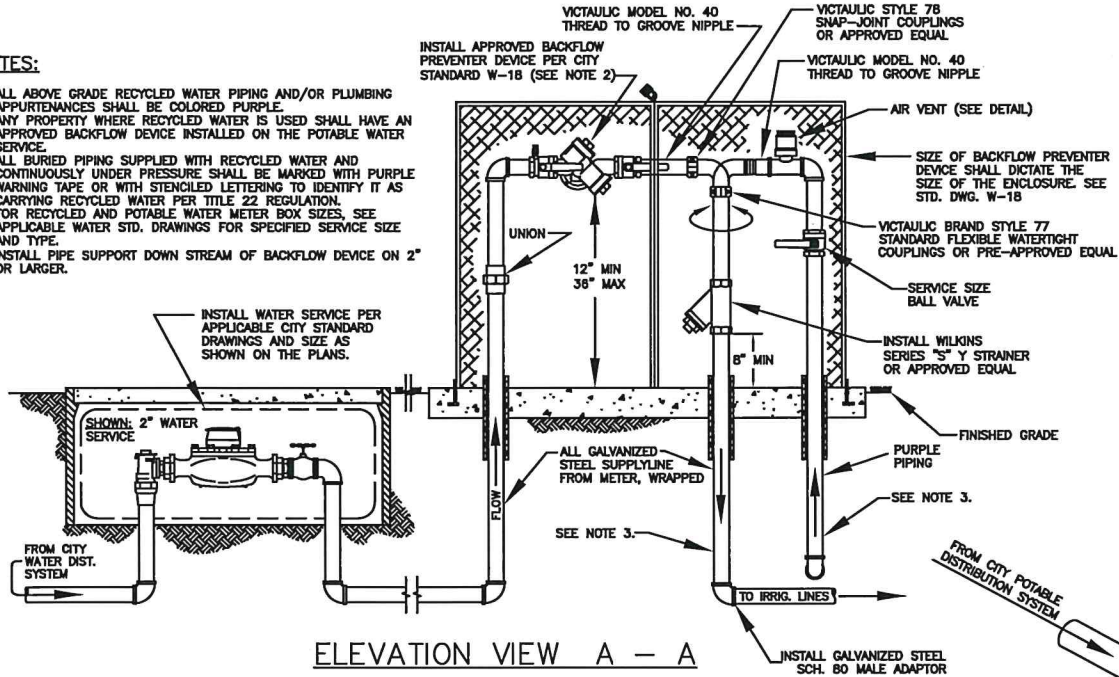 VICTAULIC MODEL NO. 40
THREAD TO GROOVE NIPPLE
VICTAULIC STYLE 78
SNAP-JOINT COUPLINGS
OR APPROVED EQUAL
INSTALL APPROVED BACKFLOW
PREVENTER DEVICE PER CITY
STANDARD W-18 (SEE NOTE 2)
VICTAULIC MODEL NO. 40
THREAD TO GROOVE NIPPLE
TES:
ALL ABOVE GRADE RECYCLED WATER PIPING AND/OR PLUMBING
APPURTENANCES SHALL BE COLORED PURPLE.
ANY PROPERTY WHERE RECYCLED WATER IS USED SHALL HAVE AN
APPROVED BACKFLOW DEVICE INSTALLED ON THE POTABLE WATER
SERVICE.
ALL BURIED PIPING SUPPLIED WITH RECYCLED WATER AND
CONTINUOUSLY UNDER PRESSURE SHALL BE MARKED WITH PURPLE
WARNING TAPE OR WITH STENCILED LETTERING TO IDENTIFY IT AS
CARRYING RECYCLED WATER PER TITLE 22 REGULATION.
FOR RECYCLED AND POTABLE WATER METER BOX SIZES, SEE
APPLICABLE WATER STD. DRAWINGS FOR SPECIFIED SERVICE SIZE
AND TYPE.
INSTALL PIPE SUPPORT DOWN STREAM OF BACKFLOW DEVICE ON 2"
OR LARGER.
AIR VENT (SEE DETAIL)
SIZE OF BACKFLOW PREVENTER
DEVICE SHALL DICTATE THE
SIZE OF THE ENCLOSURE. SEE
STD. DWG. W-18
UNION
12" MIN
36" MAX
VICTAULIC BRAND STYLE 77
STANDARD FLEXIBLE WATERTIGHT
COUPLINGS OR PRE-APPROVED EQUAL
SERVICE SIZE
BALL VALVE
INSTALL WATER SERVICE PER
APPLICABLE CITY STANDARD
DRAWINGS AND SIZE AS
SHOWN ON THE PLANS.
8" MIN
INSTALL WILKINS
SERIES "S" Y STRAINER
OR APPROVED EQUAL
SHOWN: 2" WATER
SERVICE
FINISHED GRADE
ALL GALVANIZED
STEEL SUPPLYLINE
FROM METER, WRAPPED
PURPLE
PIPING
FLOW
SEE NOTE 3.
SEE NOTE 3.
FROM CITY
WATER DIST.
SYSTEM
FROM CITY POTABLE
DISTRIBUTION SYSTEM
TO IRRIG. LINES
ELEVATION VIEW A - A
INSTALL GALVANIZED STEEL
SCH. 80 MALE ADAPTOR